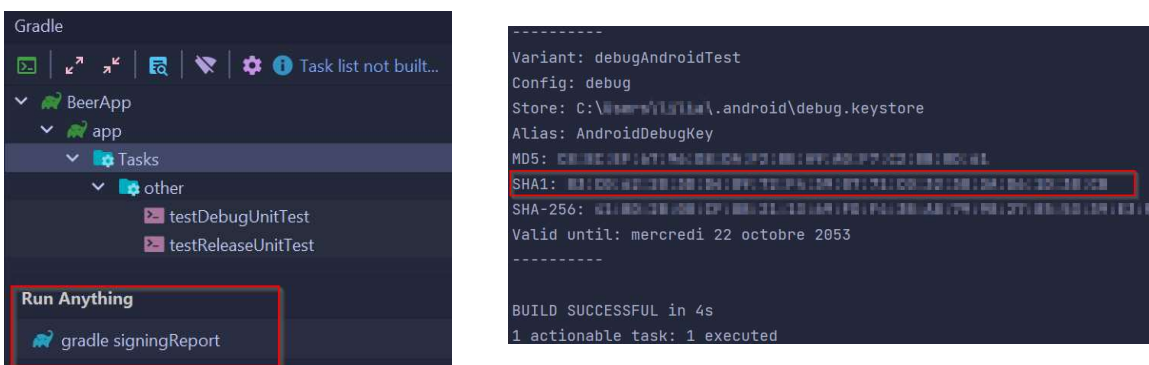 Gradle
Task list not built...
BeerApp
app
Tasks
other
testDebugUnitTest
testReleaseUnitTest
Run Anything
gradle signingReport
----------
Variant: debugAndroidTest
Config: debug
Store: C:\ \.android\debug.keystore
Alias: AndroidDebugKey
MD5:
SHA1:
SHA-256:
Valid until: mercredi 22 octobre 2053
----------
BUILD SUCCESSFUL in 4s
1 actionable task: 1 executed